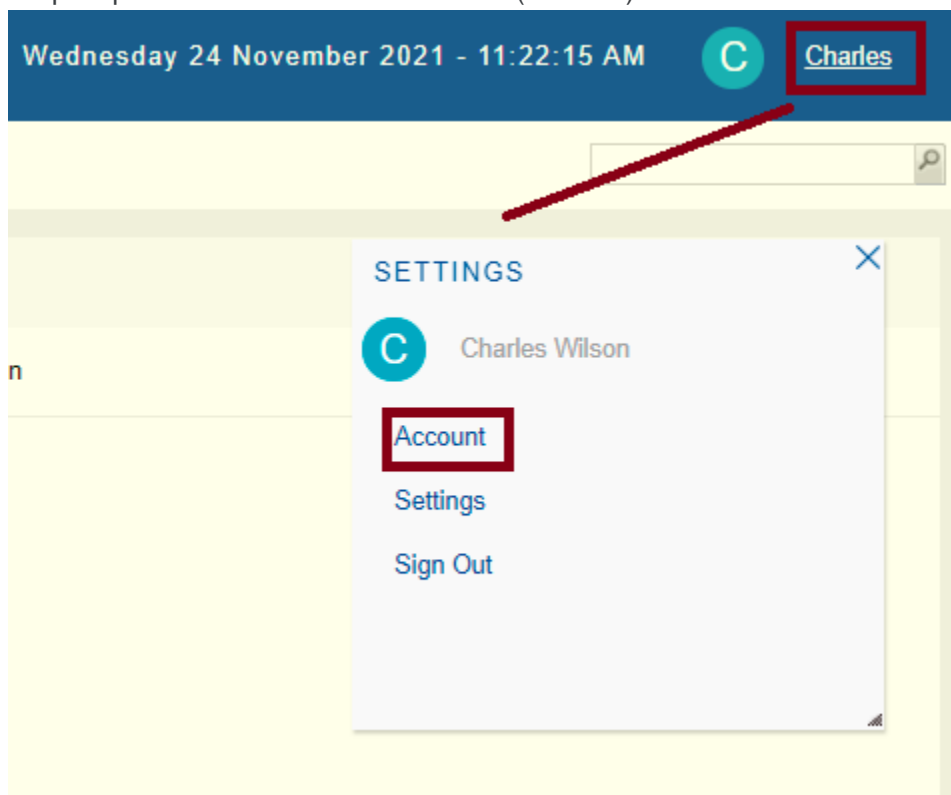 Wednesday 24 November 2021 - 11:22:15 AM C Charles
SETTINGS
C Charles Wilson
n
Account
Settings
Sign Out